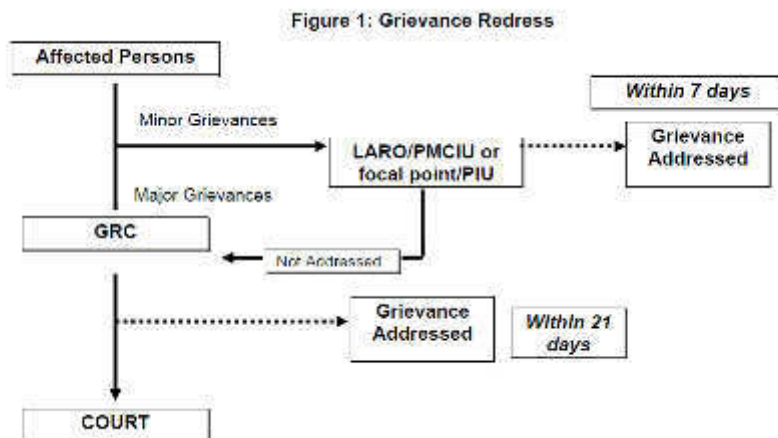 Figure 1: Grievance Redress
Affected Persons
Within 7 days
Minor Grievances
LARO/PMCIU or
focal point/PIU
Grievance
Addressed
Major Grievances
GRC
Not Addressed
Grievance
Addressed
Within 21
days
COURT